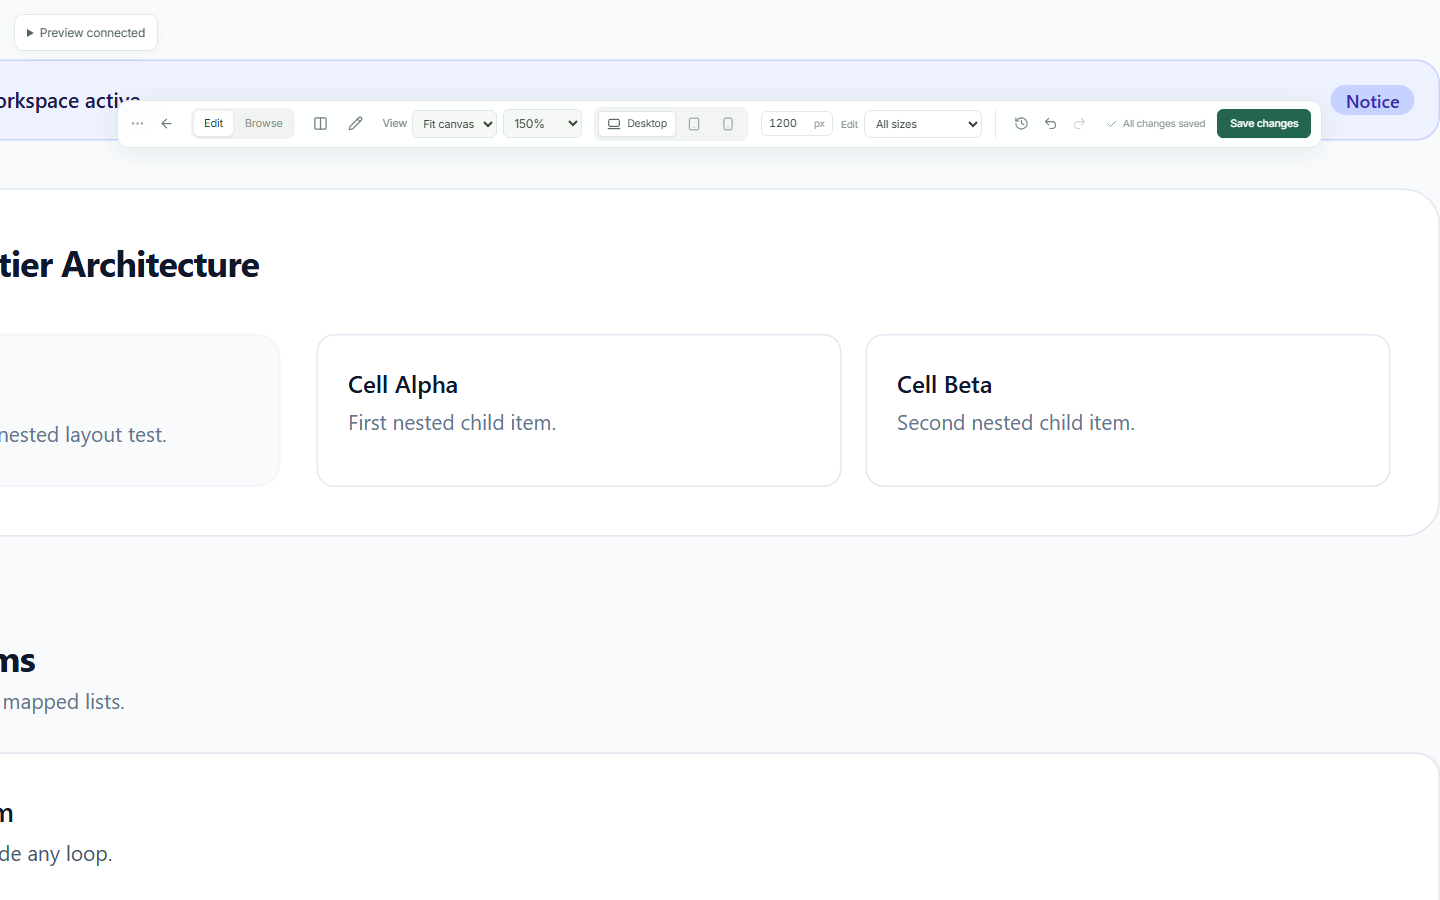 Preview connected
orkspace active
Notice
Edit
Browse
View
Fit canvas
150%
Desktop
1200 px
Edit
All sizes
All changes saved
Save changes
tier Architecture
nested layout test.
Cell Alpha
First nested child item.
Cell Beta
Second nested child item.
ms
mapped lists.
m
de any loop.